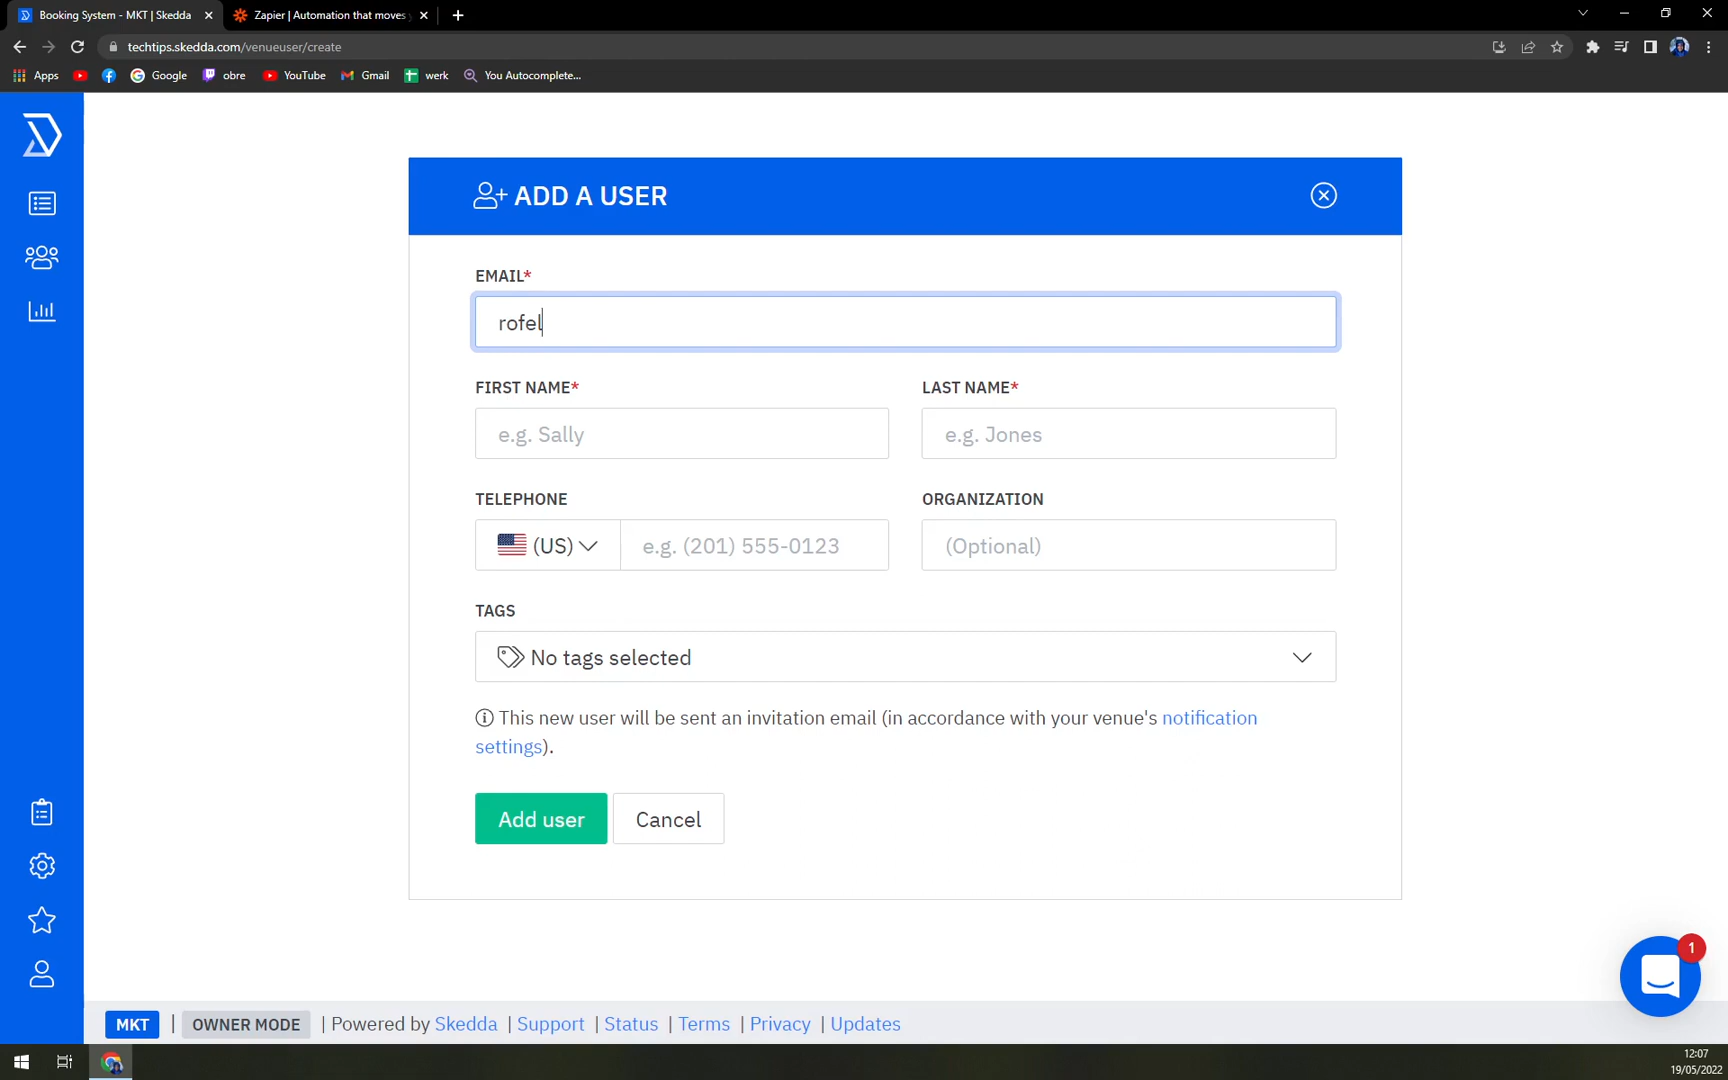 Booking System - MKT | Skedda
Zapier | Automation that moves y
techtips.skedda.com/venueuser/create
Apps
Google
obre
YouTube
Gmail
werk
You Autocomplete...
ADD A USER
EMAIL*
rofel
FIRST NAME* LAST NAME*
e.g. Sally e.g. Jones
TELEPHONE ORGANIZATION
(US) e.g. (201) 555-0123 (Optional)
TAGS
No tags selected
This new user will be sent an invitation email (in accordance with your venue's notification
settings).
Add user Cancel
1
MKT | OWNER MODE | Powered by Skedda | Support | Status | Terms | Privacy | Updates
12:07
19/05/2022